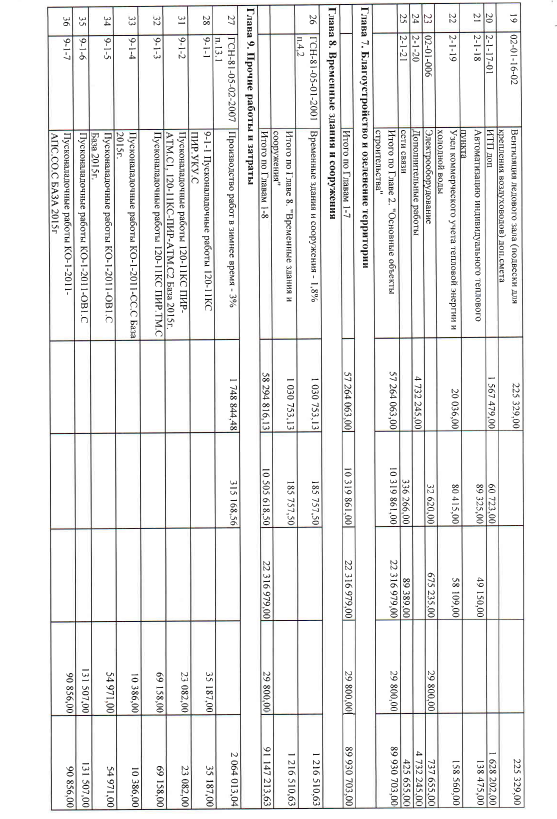 19 02-01-16-02 Вентиляция ледового зала (подвески для крепления воздуховодов) доп.смета 225 329,00 225 329,00
20 2-1-17-01 ИТП доп 1 567 479,00 60 723,00 1 628 202,00
21 2-1-18 Автоматизацию индивидуального теплового пункта 89 325,00 49 150,00 138 475,00
22 2-1-19 Узел коммерческого учета тепловой энергии и холодной воды 20 036,00 80 415,00 58 109,00 158 560,00
23 02-01-006 Электрооборудование 32 620,00 675 235,00 29 800,00 737 655,00
24 2-1-20 Дополнительные работы 4 732 245,00 4 732 245,00
25 2-1-21 сети связи 336 266,00 89 389,00 425 655,00
Итого по Главе 2. "Основные объекты строительства" 57 264 063,00 10 319 861,00 22 316 979,00 29 800,00 89 930 703,00
Глава 7. Благоустройство и озеленение территории
Итого по Главам 1-7 57 264 063,00 10 319 861,00 22 316 979,00 29 800,00 89 930 703,00
Глава 8. Временные здания и сооружения
26 ГСН-81-05-01-2001 п.4,2 Временные здания и сооружения - 1,8% 1 030 753,13 185 757,50 1 216 510,63
Итого по Главе 8. "Временные здания и сооружения" 1 030 753,13 185 757,50 1 216 510,63
Итого по Главам 1-8 58 294 816,13 10 505 618,50 22 316 979,00 29 800,00 91 147 213,63
Глава 9. Прочие работы и затраты
27 ГСН-81-05-02-2007 п.13,1 Производство работ в зимнее время - 3% 1 748 844,48 315 168,56 2 064 013,04
28 9-1-1 9-1-1 Пусконаладочные работы 120-11КС ПИР.УКУ.С 35 187,00 35 187,00
31 9-1-2 Пусконаладочные работы 120-11КС ПИР-АТМ.С1, 120-11КС-ПИР-АТМ.С2 База 2015г. 23 082,00 23 082,00
32 9-1-3 Пусконаладочные работы 120-11КС ПИР.ТМ.С 69 158,00 69 158,00
33 9-1-4 Пусконаладочные работы КО-1-2011-СС.С База 2015г. 10 386,00 10 386,00
34 9-1-5 Пусконаладочные работы КО-1-2011-ОВ1.С База 2015г. 54 971,00 54 971,00
35 9-1-6 Пусконаладочные работы КО-1-2011-ОВ1.С 131 507,00 131 507,00
36 9-1-7 Пусконаладочные работы КО-1-2011-АПС.СО.С БАЗА 2015г 90 856,00 90 856,00